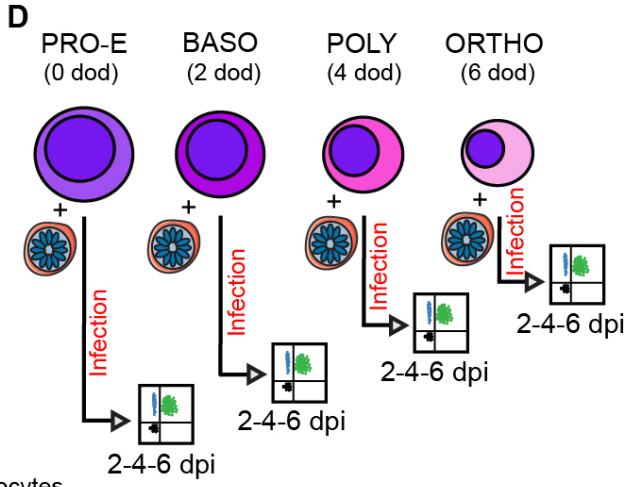 D
PRO-E BASO POLY ORTHO
(0 dod) (2 dod) (4 dod) (6 dod)
+ + + +
Infection
Infection
Infection
Infection
2-4-6 dpi
2-4-6 dpi
2-4-6 dpi
2-4-6 dpi